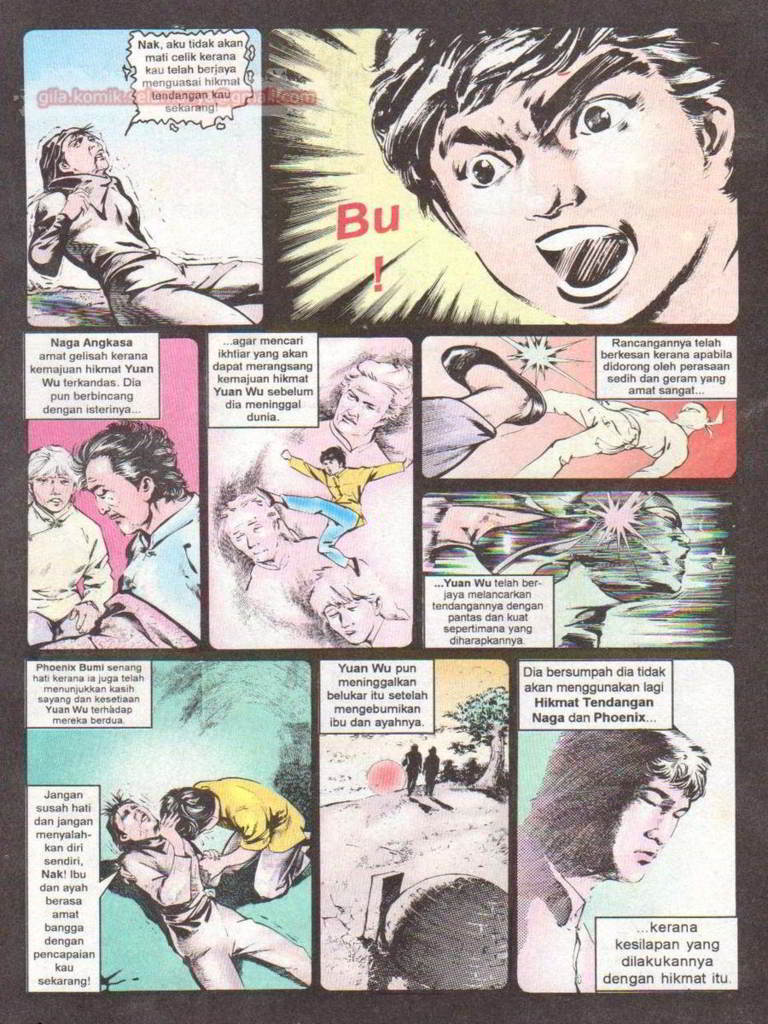 Nak, aku tidak akan
mati celik kerana
kau telah berjaya
menguasai hikmat
tendangan kau
sekarang!
Bu
!
Naga Angkasa
amat gelisah kerana
kemajuan hikmat Yuan
Wu terkandas. Dia
pun berbincang
dengan isterinya...
...agar mencari
ikhtiar yang akan
dapat merangsang
kemajuan hikmat
Yuan Wu sebelum
dia meninggal
dunia.
Rancangannya telah
berkesan kerana apabila
didorong oleh perasaan
sedih dan geram yang
amat sangat...
...Yuan Wu telah ber-
jaya melancarkan
tendangannya dengan
pantas dan kuat
sepertimana yang
diharapkannya.
Phoenix Bumi senang
hati kerana ia juga telah
menunjukkan kasih
sayang dan kesetiaan
Yuan Wu terhadap
mereka berdua.
Jangan
susah hati
dan jangan
menyalah-
kan diri
sendiri,
Nak! Ibu
dan ayah
berasa
amat
bangga
dengan
pencapaian
kau
sekarang!
Yuan Wu pun
meninggalkan
belukar itu setelah
mengebumikan
ibu dan ayahnya.
Dia bersumpah dia tidak
akan menggunakan lagi
Hikmat Tendangan
Naga dan Phoenix...
...kerana
kesilapan yang
dilakukannya
dengan hikmat itu.